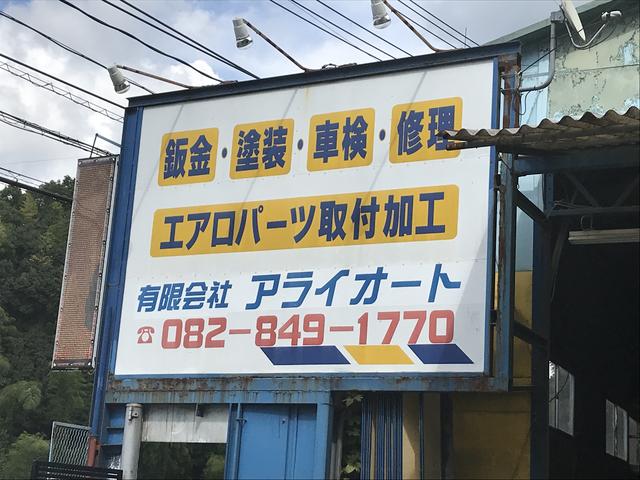 鈑金・塗装・車検・修理
エアロパーツ取付加工
有限会社 アライオート
☎082-849-1770